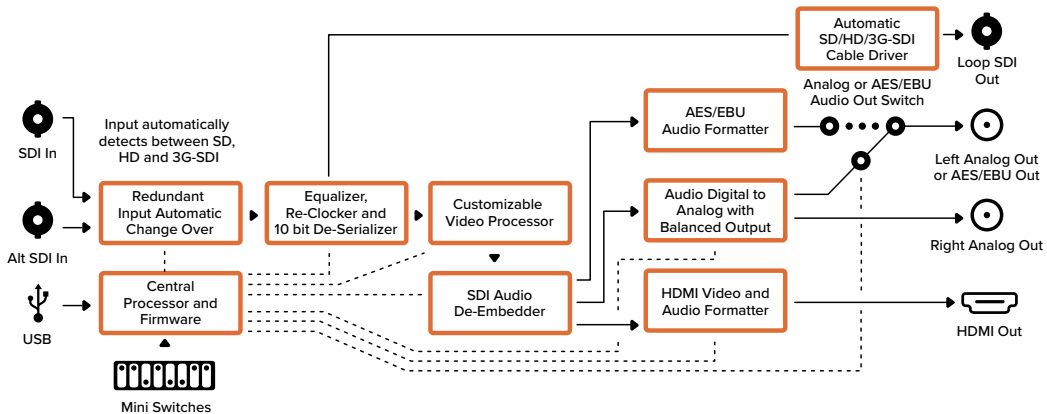 Automatic
SD/HD/3G-SDI
Cable Driver
Loop SDI
Out
SDI In
Input automatically
detects between SD,
HD and 3G-SDI
AES/EBU
Audio Formatter
Analog or AES/EBU
Audio Out Switch
Left Analog Out
or AES/EBU Out
Alt SDI In
Redundant
Input Automatic
Change Over
Equalizer,
Re-Clocker and
10 bit De-Serializer
Customizable
Video Processor
Audio Digital to
Analog with
Balanced Output
Right Analog Out
USB
Central
Processor and
Firmware
SDI Audio
De-Embedder
HDMI Video and
Audio Formatter
HDMI Out
Mini Switches